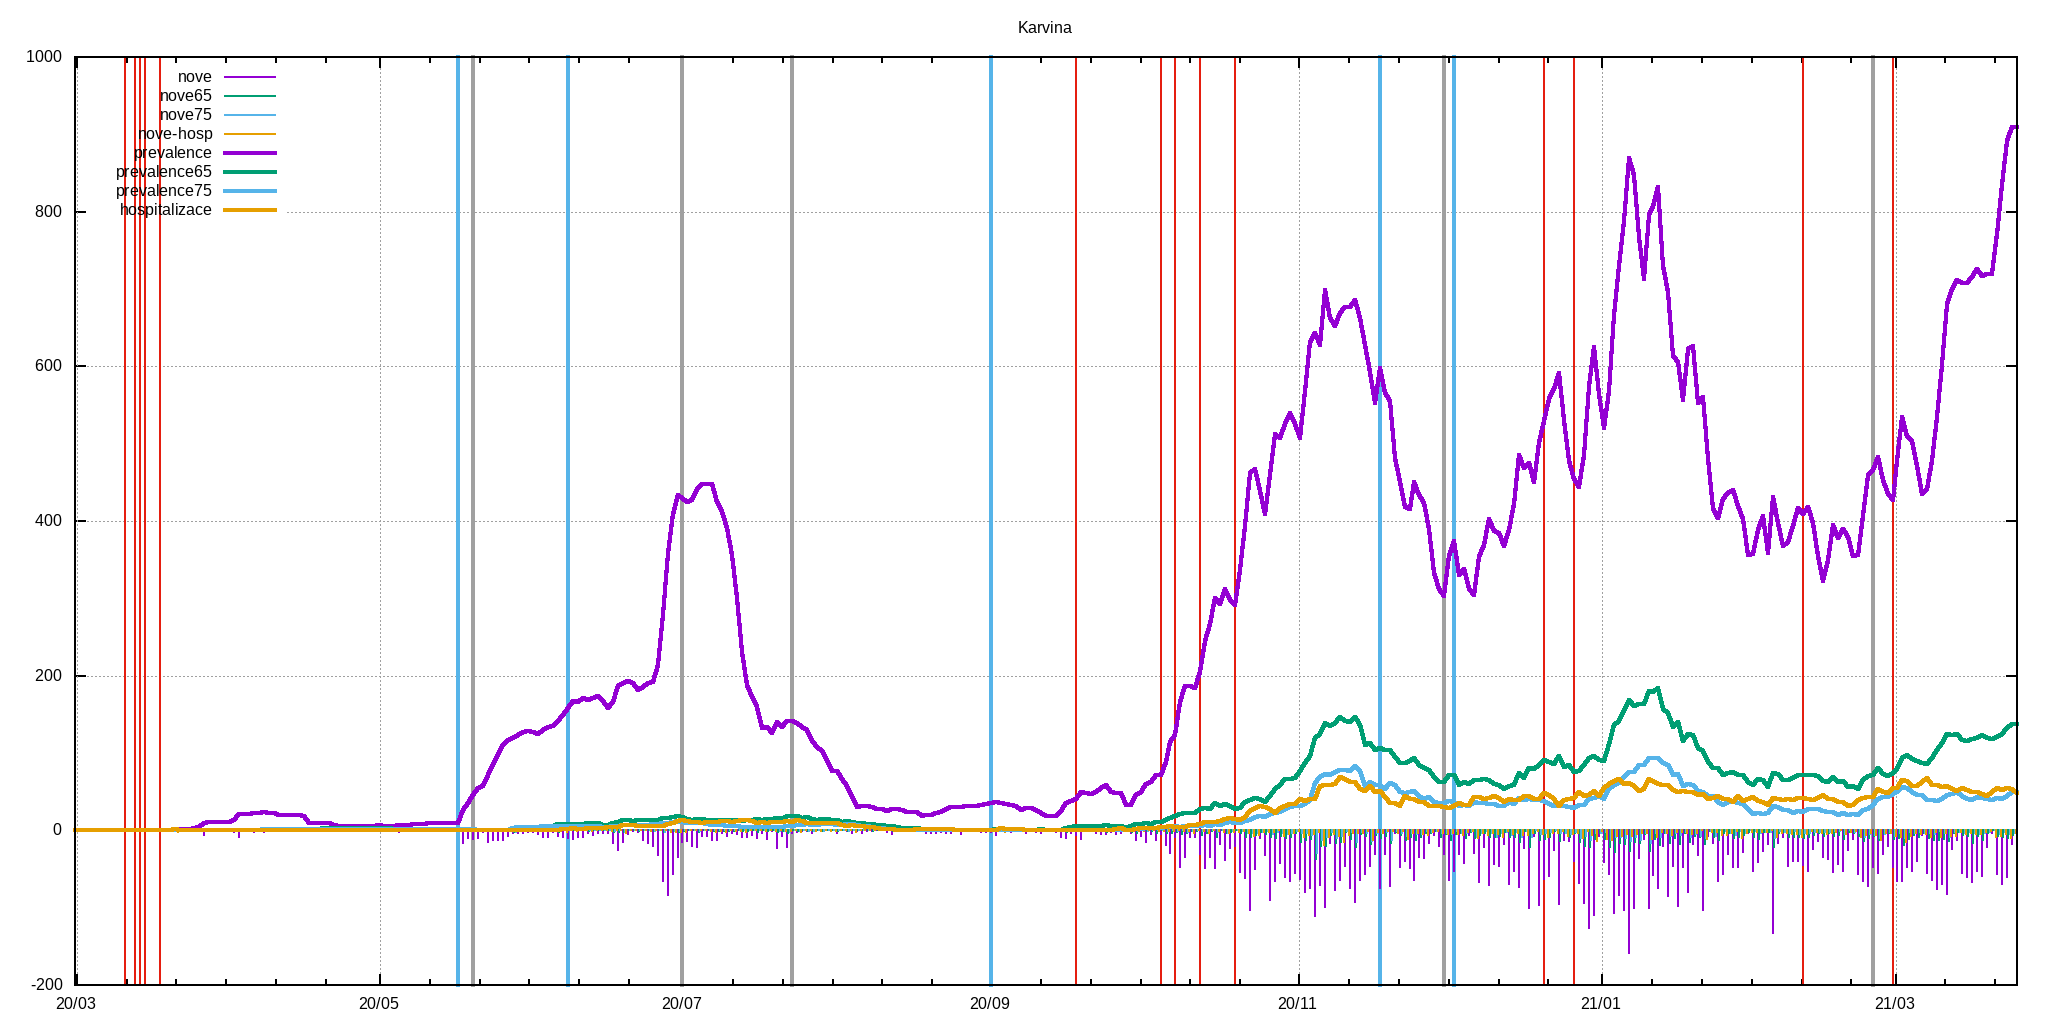 Karvina
1000
nove
nove65
nove75
nove-hosp
prevalence
prevalence65
prevalence75
hospitalizace
800
600
400
200
0
-200
20/03 20/05 20/07 20/09 20/11 21/01 21/03